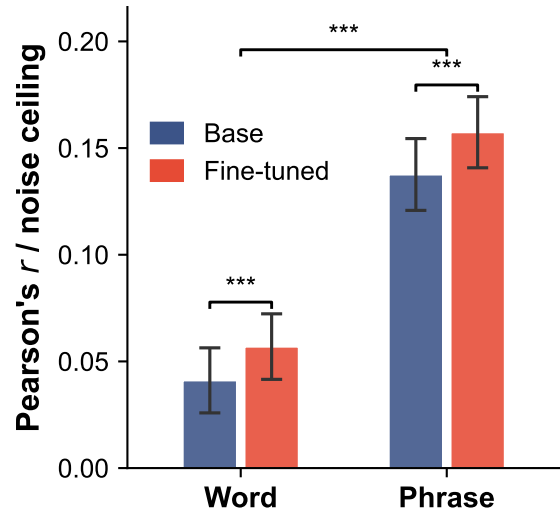 Pearson's r / noise ceiling
0.20
0.15
0.10
0.05
0.00
***
***
***
Base
Fine-tuned
Word
Phrase